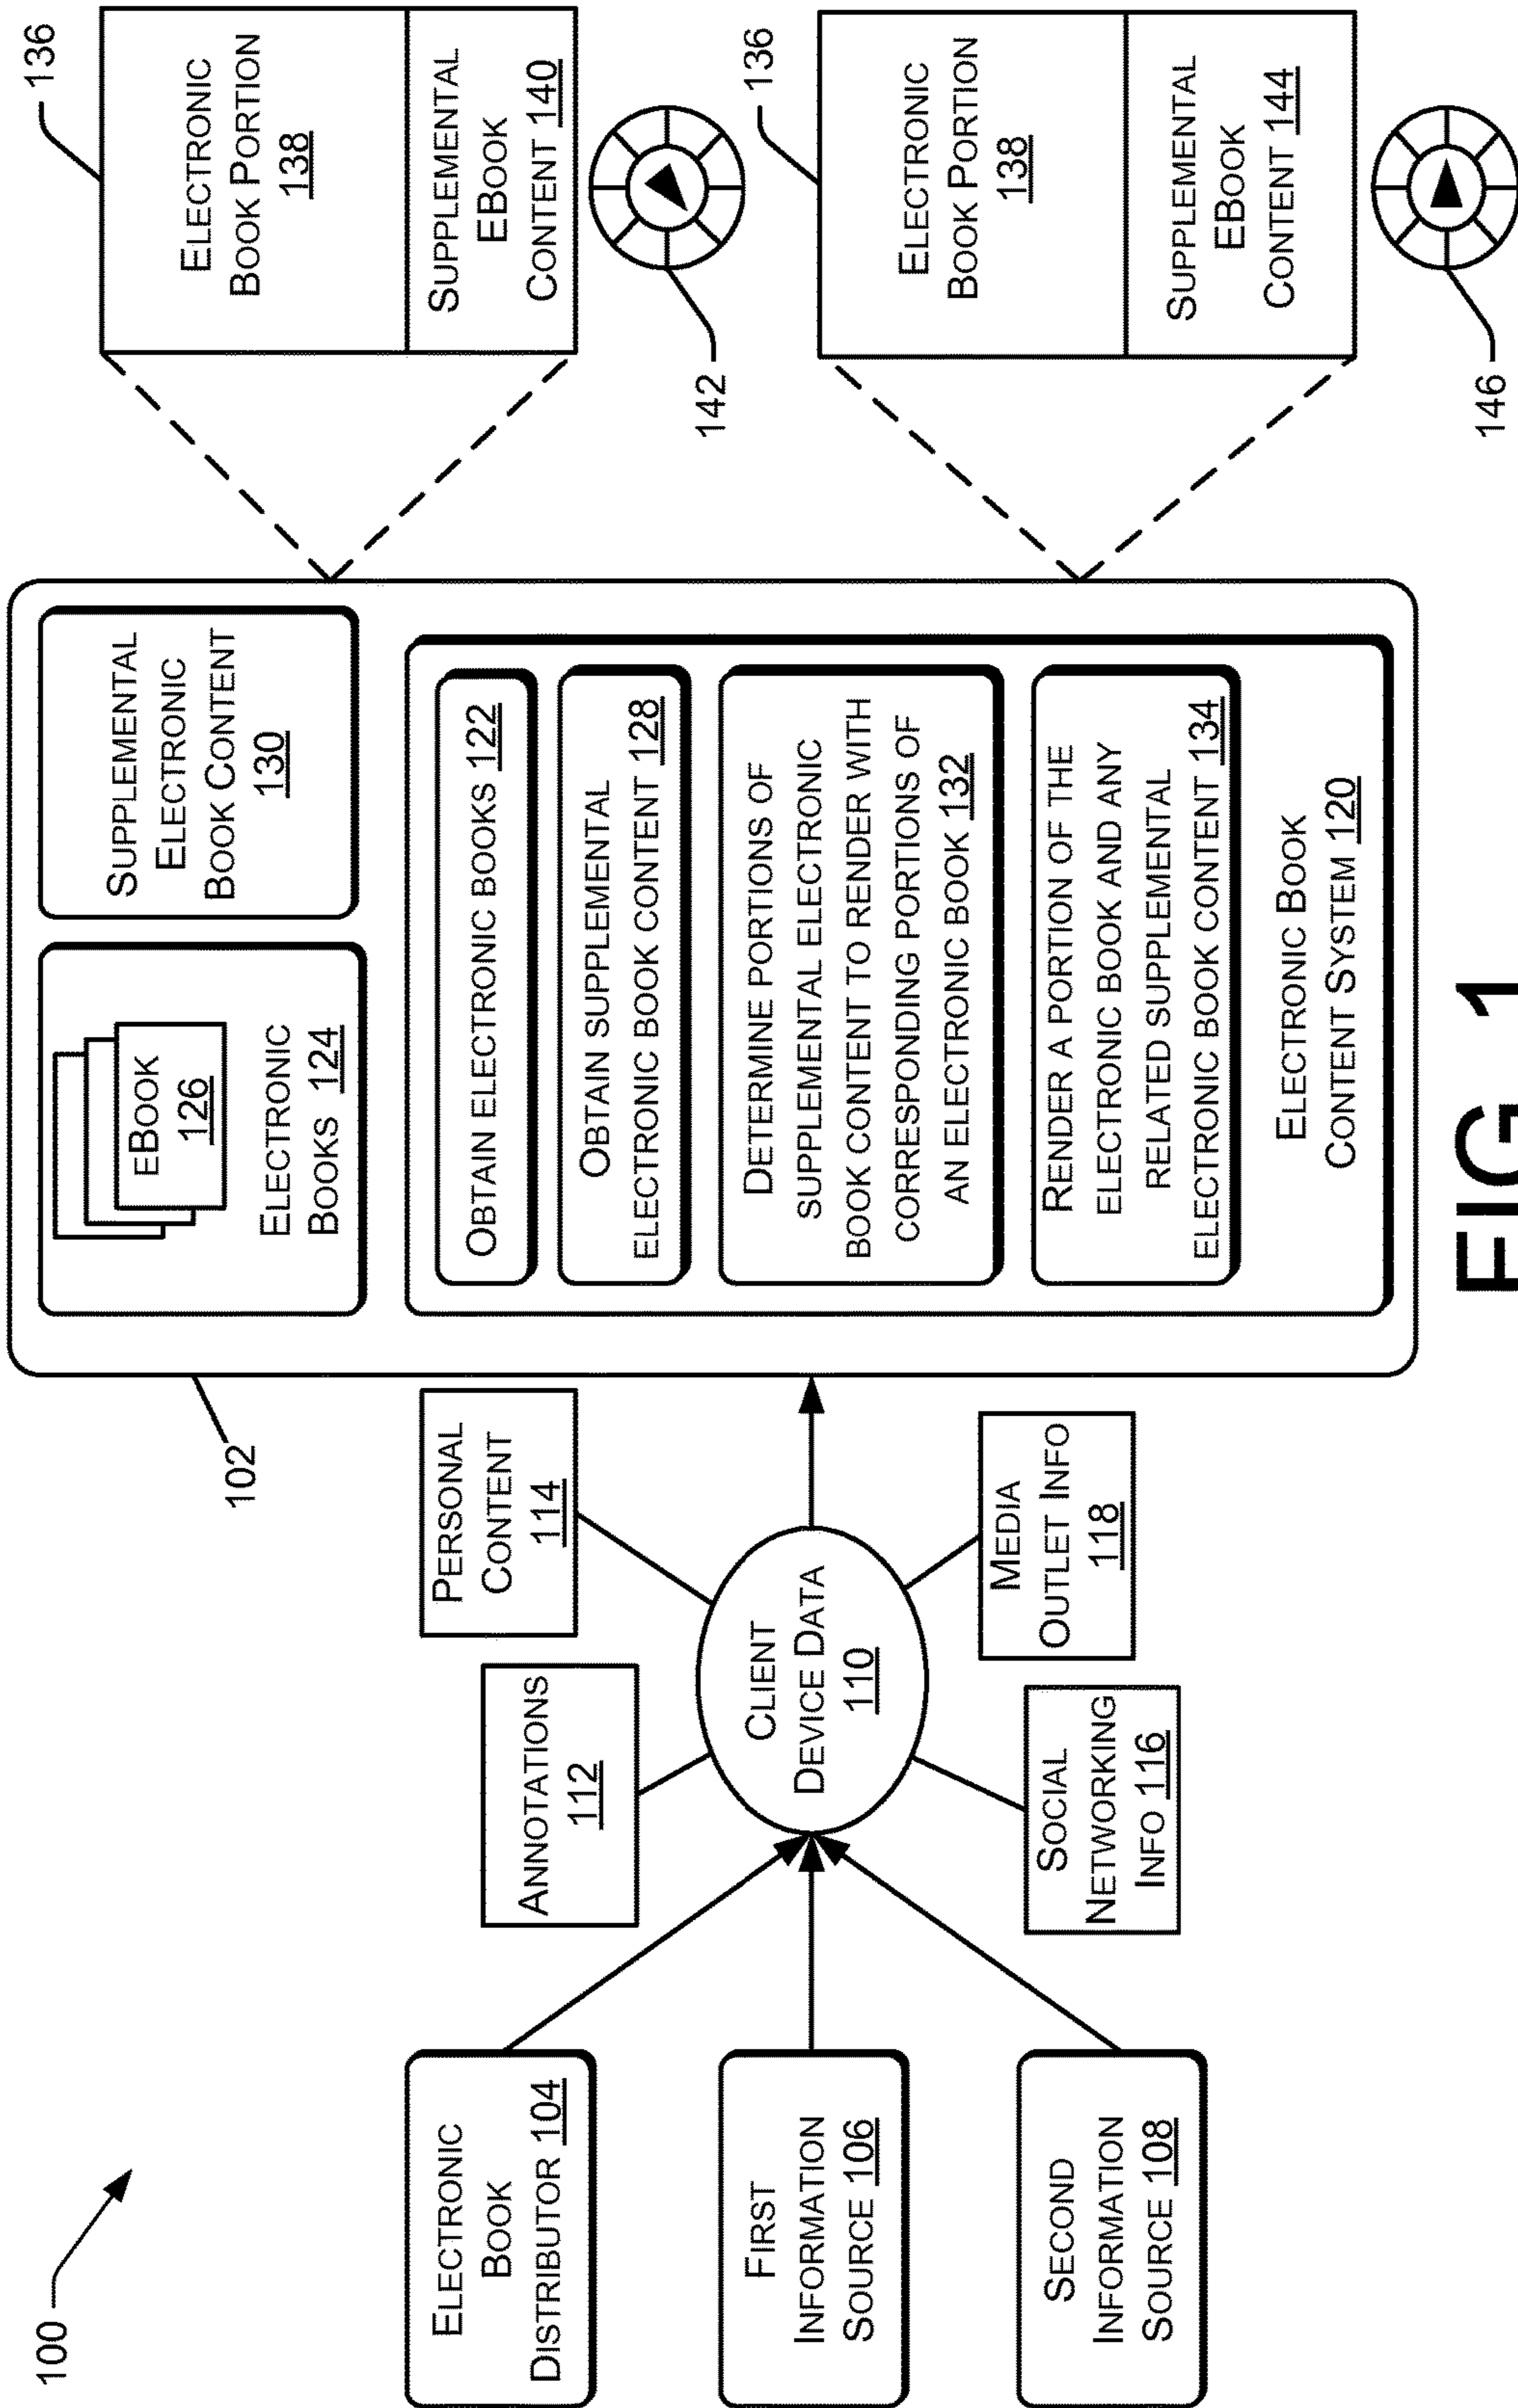 100
ELECTRONIC
BOOK
DISTRIBUTOR 104
FIRST
INFORMATION
SOURCE 106
SECOND
INFORMATION
SOURCE 108
ANNOTATIONS
112
PERSONAL
CONTENT
114
CLIENT
DEVICE DATA
110
SOCIAL
NETWORKING
INFO 116
MEDIA
OUTLET INFO
118
102
EBOOK
126
ELECTRONIC
BOOKS 124
SUPPLEMENTAL
ELECTRONIC
BOOK CONTENT
130
OBTAIN ELECTRONIC BOOKS 122
OBTAIN SUPPLEMENTAL
ELECTRONIC BOOK CONTENT 128
DETERMINE PORTIONS OF
SUPPLEMENTAL ELECTRONIC
BOOK CONTENT TO RENDER WITH
CORRESPONDING PORTIONS OF
AN ELECTRONIC BOOK 132
RENDER A PORTION OF THE
ELECTRONIC BOOK AND ANY
RELATED SUPPLEMENTAL
ELECTRONIC BOOK CONTENT 134
ELECTRONIC BOOK
CONTENT SYSTEM 120
136
ELECTRONIC
BOOK PORTION
138
SUPPLEMENTAL
EBOOK
CONTENT 140
142
136
ELECTRONIC
BOOK PORTION
138
SUPPLEMENTAL
EBOOK
CONTENT 144
146
FIG. 1